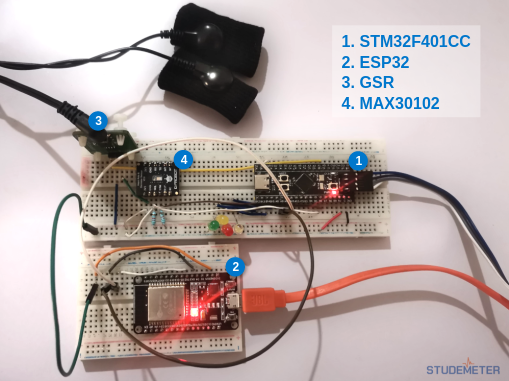 1. STM32F401CC
2. ESP32
3. GSR
4. MAX30102
3
4
1
2
STUDEMETER